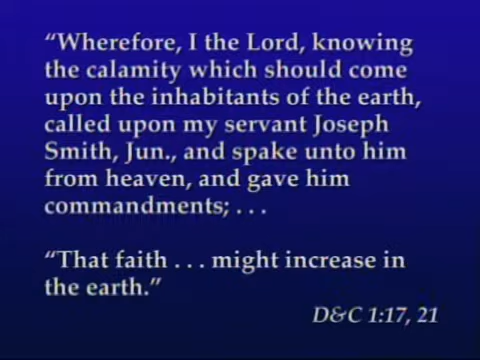 “Wherefore, I the Lord, knowing
the calamity which should come
upon the inhabitants of the earth,
called upon my servant Joseph
Smith, Jun., and spake unto him
from heaven, and gave him
commandments; . . .
“That faith . . . might increase in
the earth.”
D&C 1:17, 21